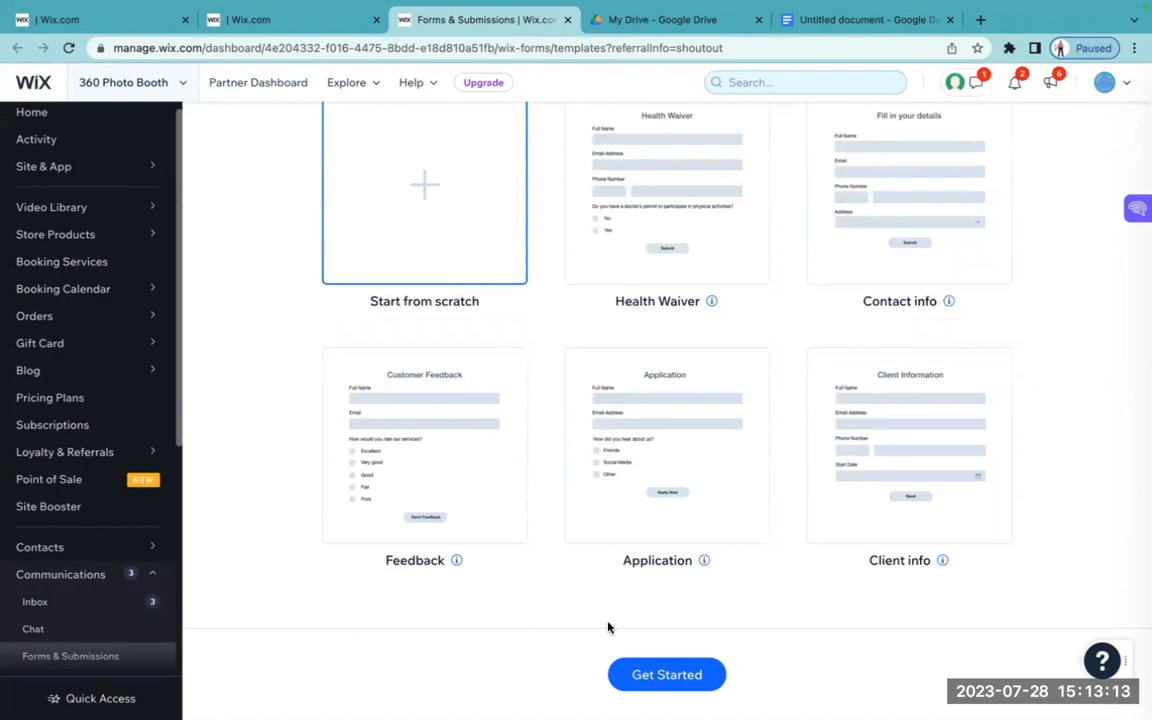 | Wix.com
| Wix.com
Forms & Submissions | Wix.co
My Drive - Google Drive
Untitled document - Google D
manage.wix.com/dashboard/4e204332-f016-4475-8bdd-e18d810a51fb/wix-forms/templates?referralInfo=shoutout
Paused
WIX
360 Photo Booth
Partner Dashboard
Explore
Help
Upgrade
Search...
1
2
6
Home
Activity
Site & App
Video Library
Store Products
Booking Services
Booking Calendar
Orders
Gift Card
Blog
Pricing Plans
Subscriptions
Loyalty & Referrals
Point of Sale
NEW
Site Booster
Contacts
Communications
3
Inbox
3
Chat
Forms & Submissions
Quick Access
Start from scratch
Health Waiver
Full Name
Email Address
Phone Number
Do you have a doctor's permit to participate in physical activities?
No
Yes
Submit
Health Waiver
Fill in your details
Full Name
Email
Phone Number
Address
Submit
Contact info
Customer Feedback
Full Name
Email
How would you rate our services?
Excellent
Very good
Good
Fair
Poor
Send Feedback
Feedback
Application
Full Name
Email Address
How did you hear about us?
Friends
Social Media
Other
Apply Now
Application
Client Information
Full Name
Email Address
Phone Number
Start Date
Send
Client info
Get Started
?
2023-07-28 15:13:13